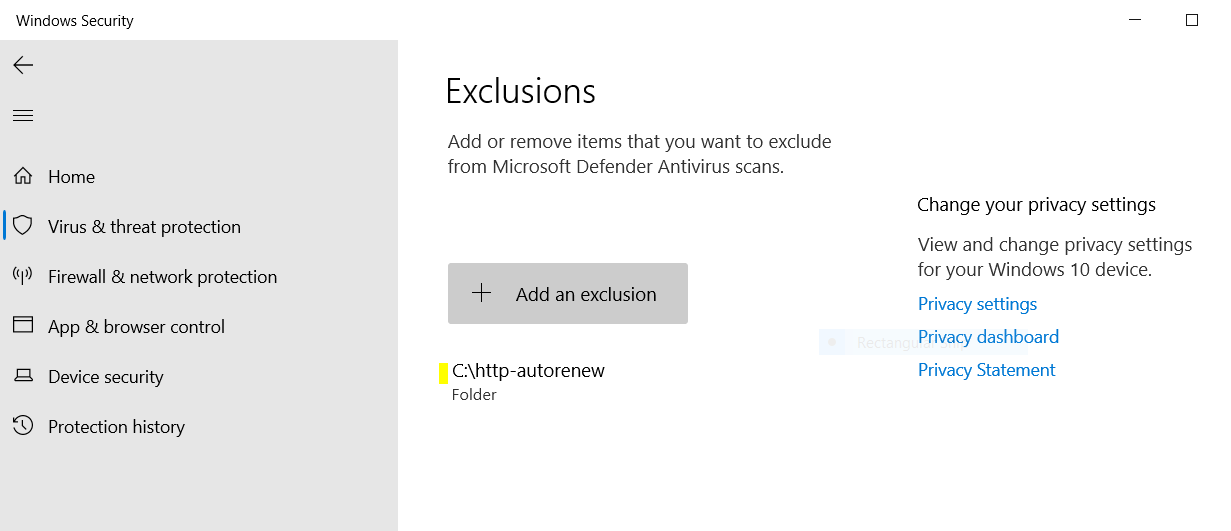 Windows Security
Home
Virus & threat protection
Firewall & network protection
App & browser control
Device security
Protection history
Exclusions
Add or remove items that you want to exclude
from Microsoft Defender Antivirus scans.
Add an exclusion
C:\http-autorenew
Folder
Change your privacy settings
View and change privacy settings
for your Windows 10 device.
Privacy settings
Privacy dashboard
Privacy Statement